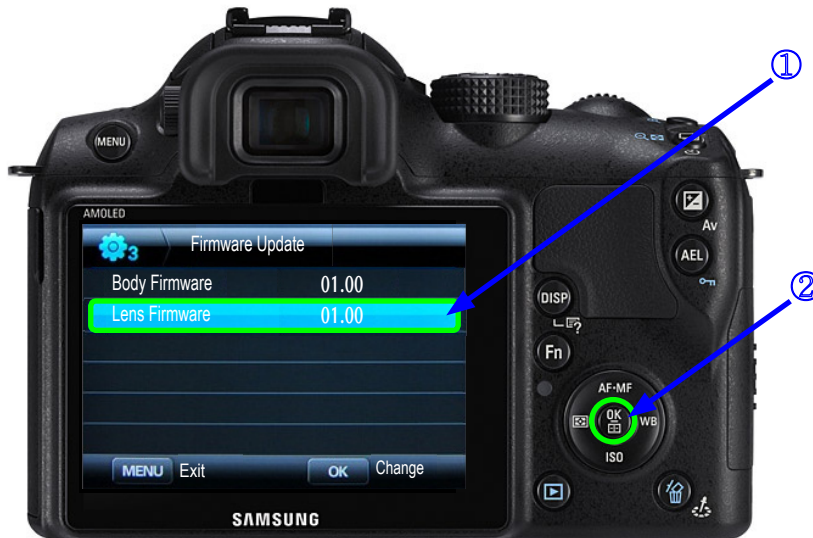 ①
MENU
AMOLED
3 Firmware Update
Body Firmware 01.00
Lens Firmware 01.00
MENU Exit OK Change
SAMSUNG
Av
AEL
②
DISP
?
Fn
AF·MF
OK
WB
ISO